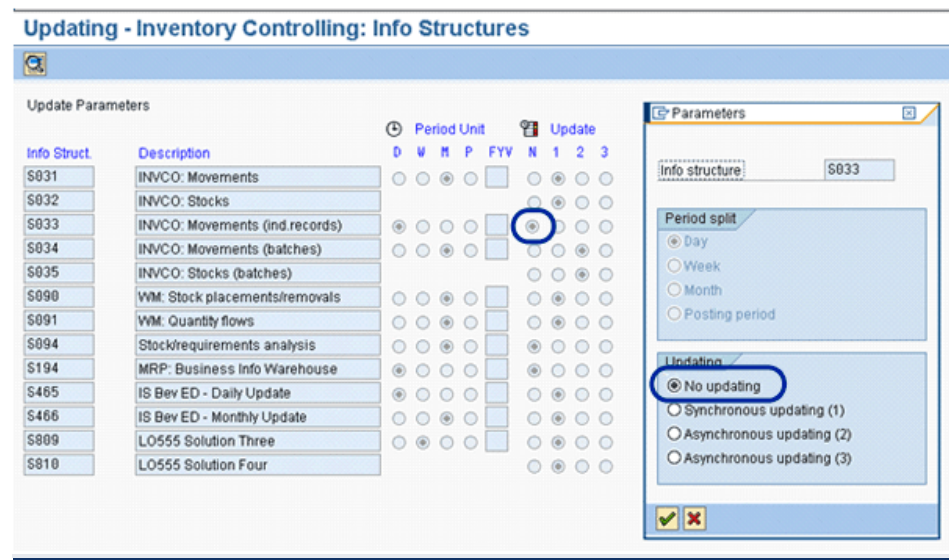 Updating - Inventory Controlling: Info Structures
Update Parameters
Period Unit Update
Info Struct. Description D W M P FYV N 1 2 3
S031 INVCO: Movements
S032 INVCO: Stocks
S033 INVCO: Movements (ind.records)
S034 INVCO: Movements (batches)
S035 INVCO: Stocks (batches)
S090 WM: Stock placements/removals
S091 WM: Quantity flows
S094 Stock/requirements analysis
S194 MRP: Business Info Warehouse
S465 IS Bev ED - Daily Update
S466 IS Bev ED - Monthly Update
S809 LO555 Solution Three
S810 LO555 Solution Four
Parameters
Info structure S033
Period split
Day
Week
Month
Posting period
Updating
No updating
Synchronous updating (1)
Asynchronous updating (2)
Asynchronous updating (3)